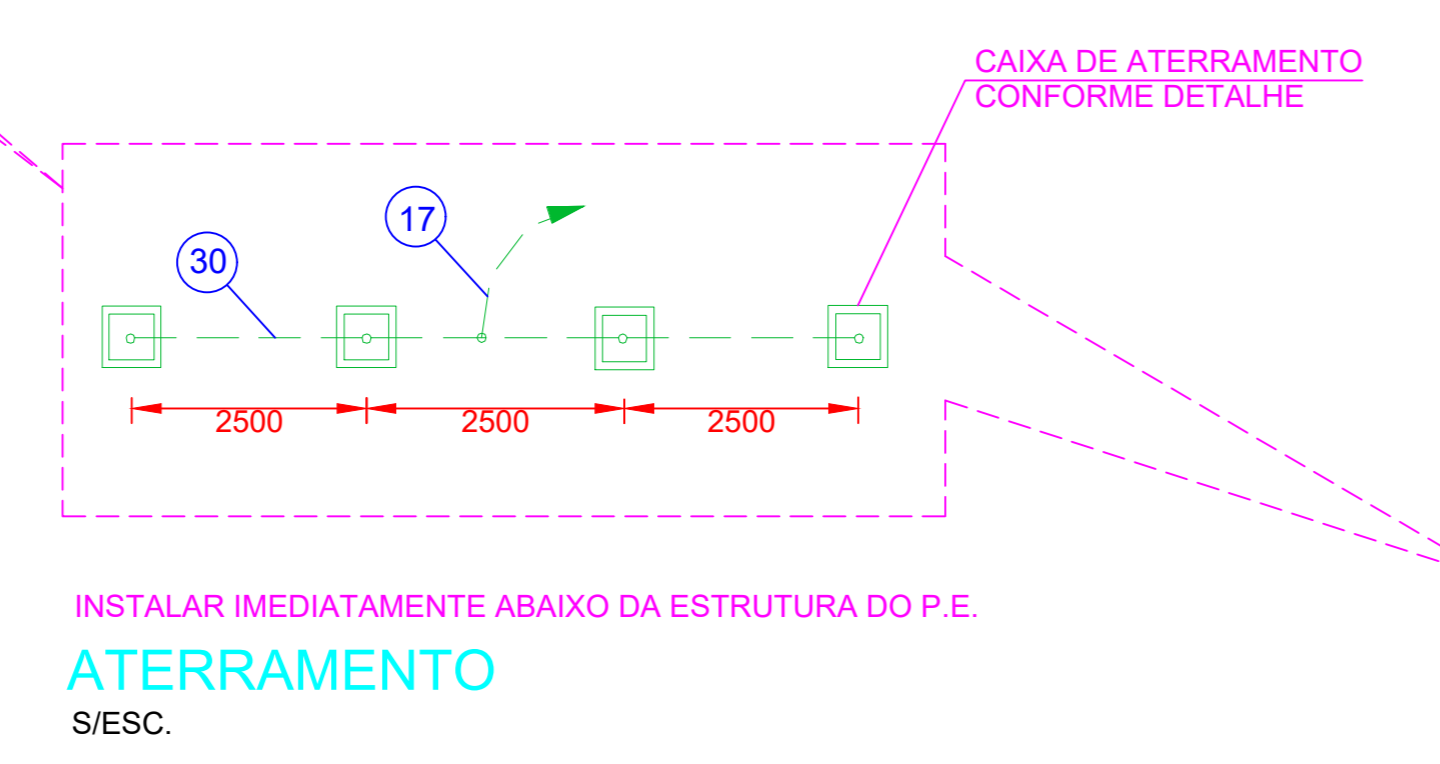 CAIXA DE ATERRAMENTO
CONFORME DETALHE
17
30
2500 2500 2500
INSTALAR IMEDIATAMENTE ABAIXO DA ESTRUTURA DO P.E.
ATERRAMENTO
S/ESC.